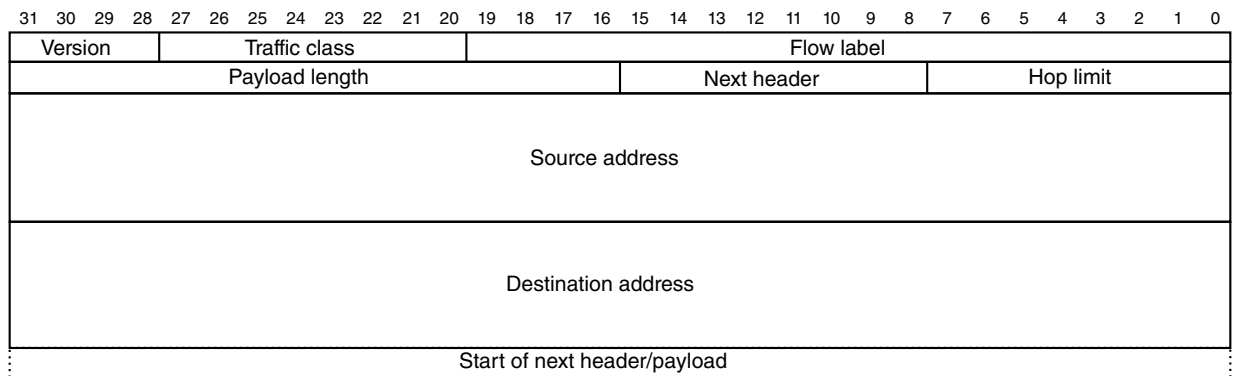 31 30 29 28 27 26 25 24 23 22 21 20 19 18 17 16 15 14 13 12 11 10 9 8 7 6 5 4 3 2 1 0
Version Traffic class Flow label
Payload length Next header Hop limit
Source address
Destination address
Start of next header/payload